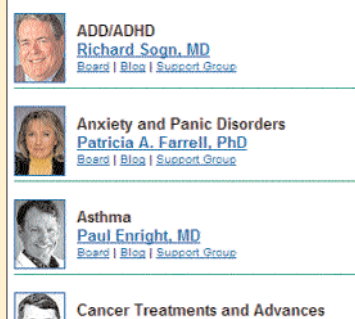 ADD/ADHD
Richard Sogn, MD
Board | Blog | Support Group
Anxiety and Panic Disorders
Patricia A. Farrell, PhD
Board | Blog | Support Group
Asthma
Paul Enright, MD
Board | Blog | Support Group
Cancer Treatments and Advances